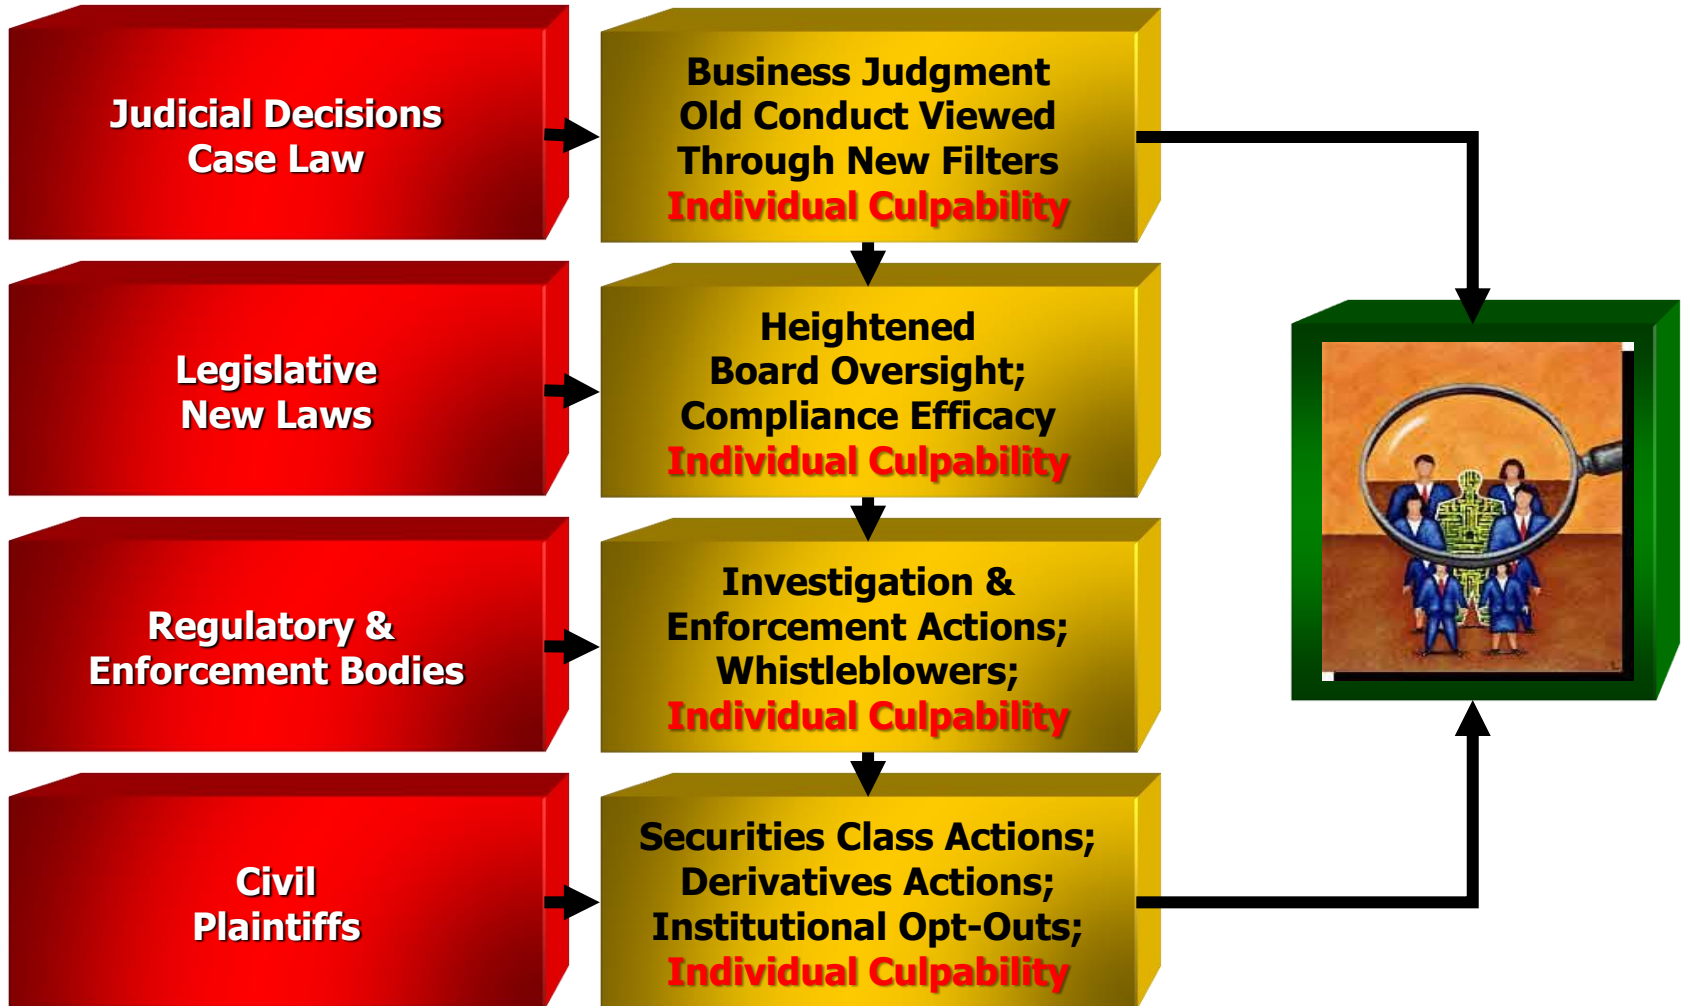 Judicial Decisions
Case Law
Business Judgment
Old Conduct Viewed
Through New Filters
Individual Culpability
Legislative
New Laws
Heightened
Board Oversight;
Compliance Efficacy
Individual Culpability
Regulatory &
Enforcement Bodies
Investigation &
Enforcement Actions;
Whistleblowers;
Individual Culpability
Civil
Plaintiffs
Securities Class Actions;
Derivatives Actions;
Institutional Opt-Outs;
Individual Culpability